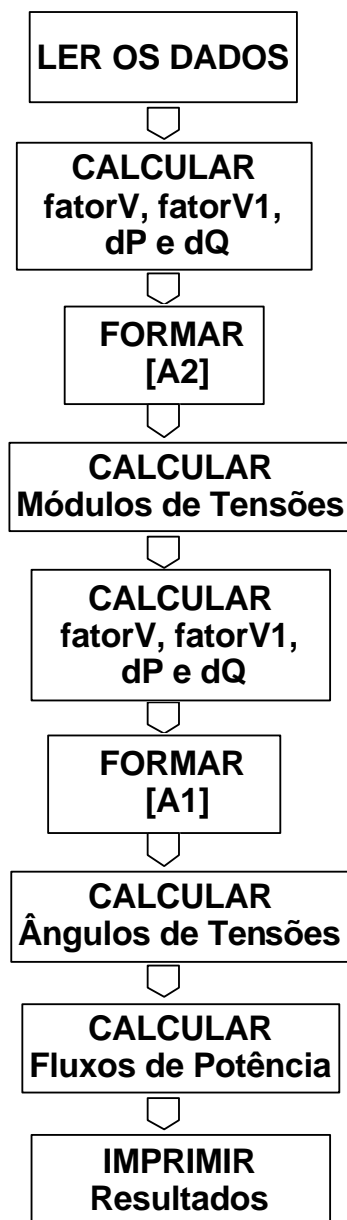 LER OS DADOS
CALCULAR
fatorV, fatorV1,
dP e dQ
FORMAR
[A2]
CALCULAR
Módulos de Tensões
CALCULAR
fatorV, fatorV1,
dP e dQ
FORMAR
[A1]
CALCULAR
Ângulos de Tensões
CALCULAR
Fluxos de Potência
IMPRIMIR
Resultados